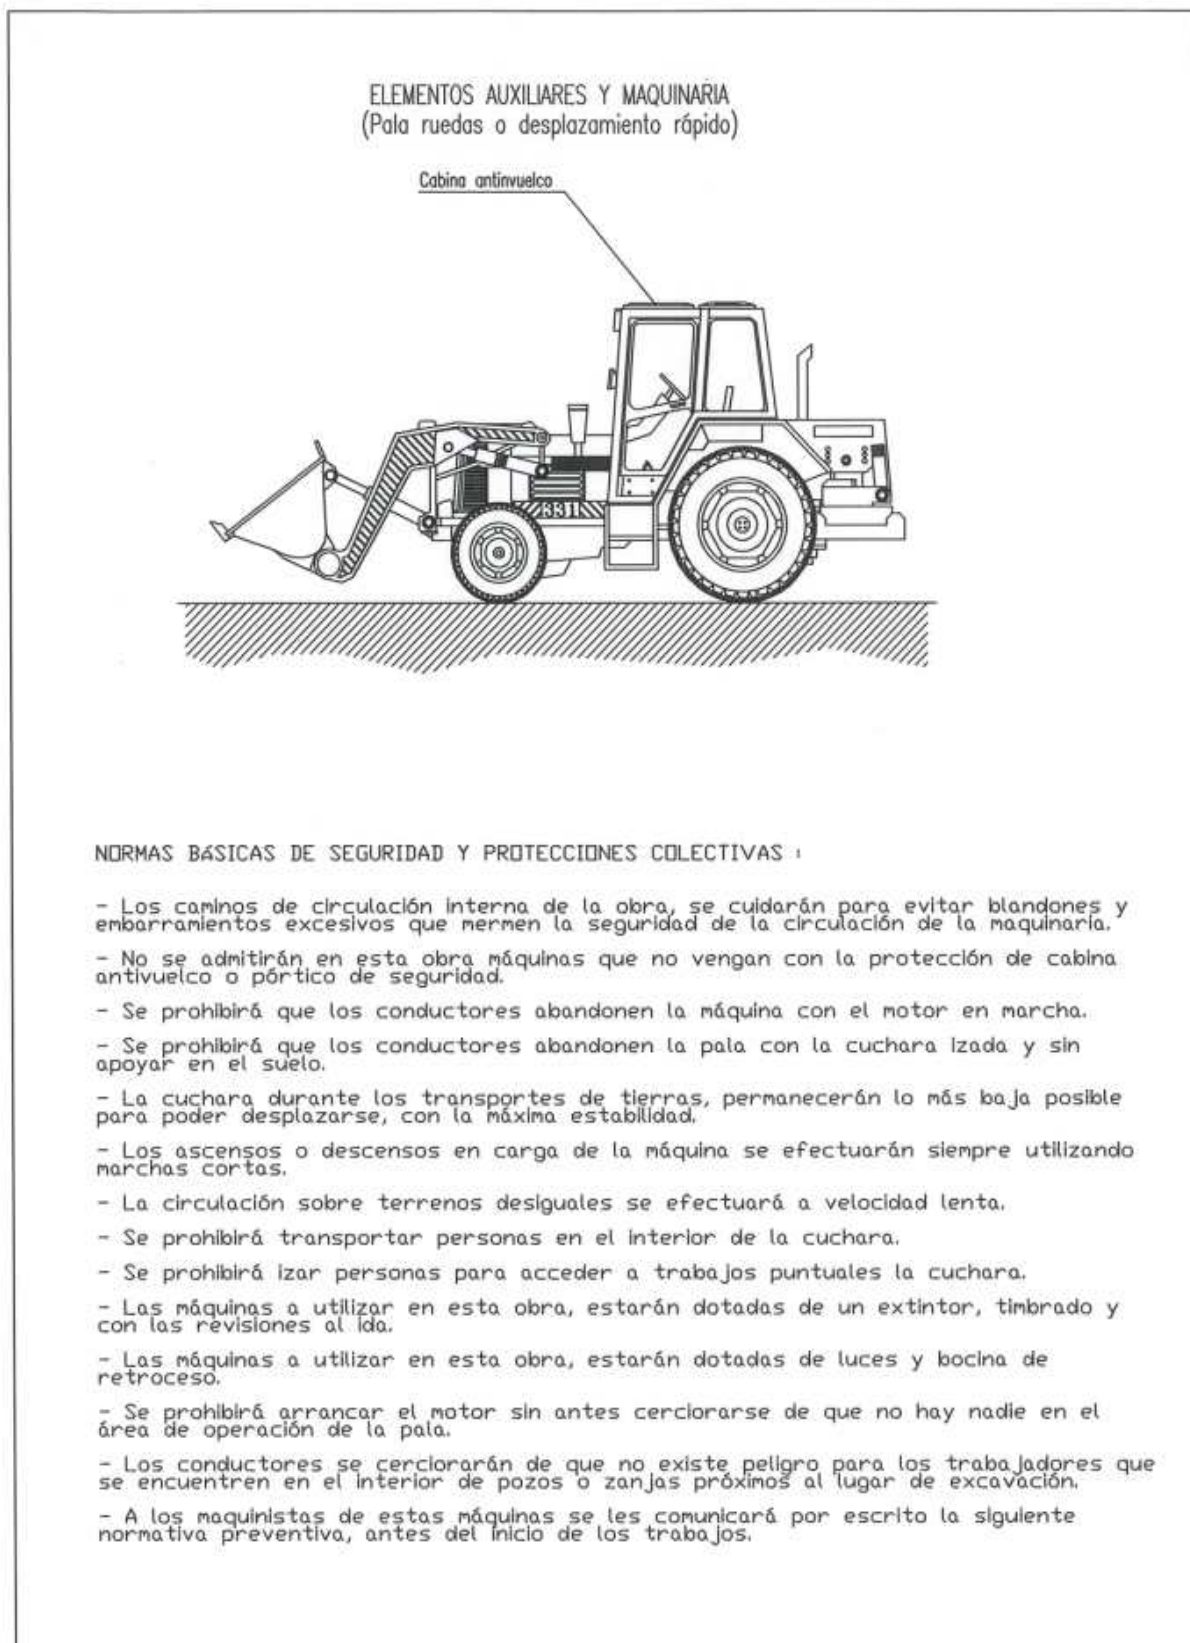 ELEMENTOS AUXILIARES Y MAQUINARIA
(Pala ruedas o desplazamiento rápido)
Cabina antinvuelco
331
NORMAS BáSICAS DE SEGURIDAD Y PROTECCIONES COLECTIVAS :
- Los caminos de circulación interna de la obra, se cuidarán para evitar blandones y
embarramientos excesivos que mermen la seguridad de la circulación de la maquinaria.
- No se admitirán en esta obra máquinas que no vengan con la protección de cabina
antivuelco o pórtico de seguridad.
- Se prohibirá que los conductores abandonen la máquina con el motor en marcha.
- Se prohibirá que los conductores abandonen la pala con la cuchara izada y sin
apoyar en el suelo.
- La cuchara durante los transportes de tierras, permanecerán lo más baja posible
para poder desplazarse, con la máxima estabilidad.
- Los ascensos o descensos en carga de la máquina se efectuarán siempre utilizando
marchas cortas.
- La circulación sobre terrenos desiguales se efectuará a velocidad lenta.
- Se prohibirá transportar personas en el interior de la cuchara.
- Se prohibirá izar personas para acceder a trabajos puntuales la cuchara.
- Las máquinas a utilizar en esta obra, estarán dotadas de un extintor, timbrado y
con las revisiones al ida.
- Las máquinas a utilizar en esta obra, estarán dotadas de luces y bocina de
retroceso.
- Se prohibirá arrancar el motor sin antes cerciorarse de que no hay nadie en el
área de operación de la pala.
- Los conductores se cerciorarán de que no existe peligro para los trabajadores que
se encuentren en el interior de pozos o zanjas próximos al lugar de excavación.
- A los maquinistas de estas máquinas se les comunicará por escrito la siguiente
normativa preventiva, antes del inicio de los trabajos.